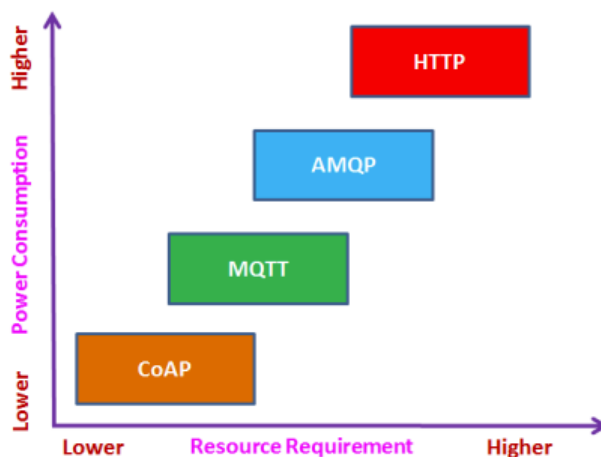 Higher
Power Consumption
Lower
HTTP
AMQP
MQTT
CoAP
Lower Resource Requirement Higher